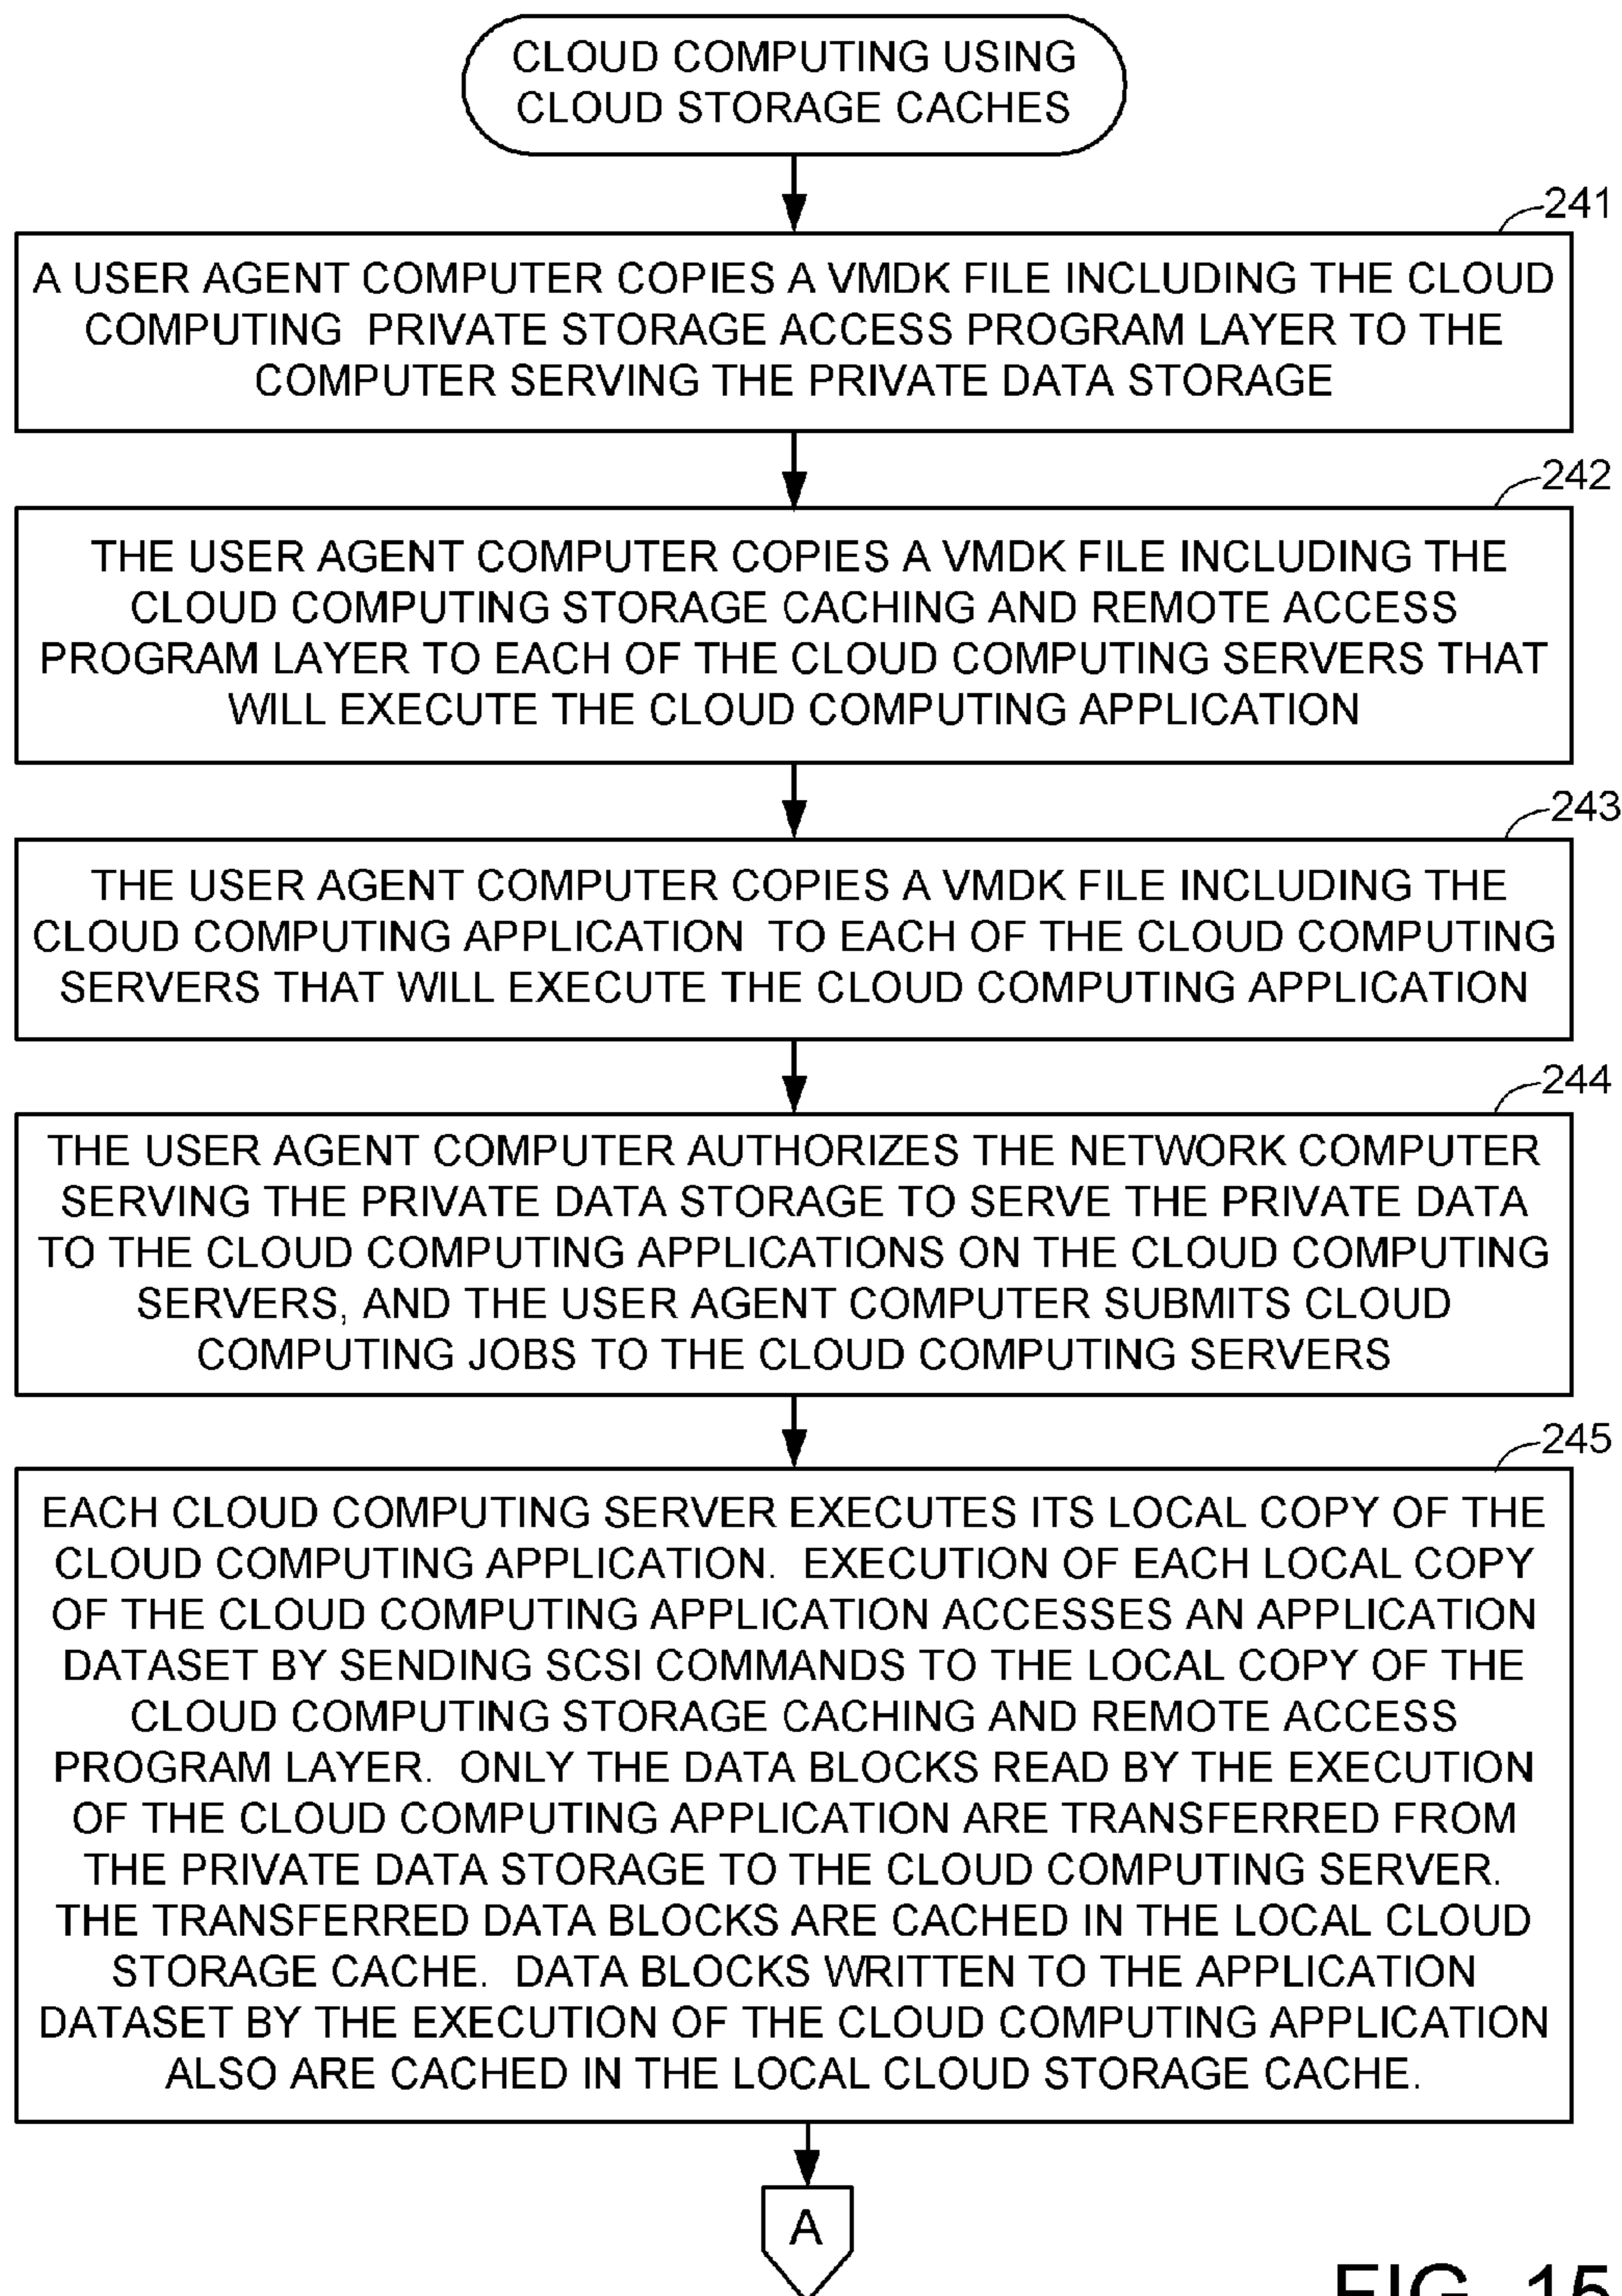 CLOUD COMPUTING USING
CLOUD STORAGE CACHES
241
A USER AGENT COMPUTER COPIES A VMDK FILE INCLUDING THE CLOUD
COMPUTING PRIVATE STORAGE ACCESS PROGRAM LAYER TO THE
COMPUTER SERVING THE PRIVATE DATA STORAGE
242
THE USER AGENT COMPUTER COPIES A VMDK FILE INCLUDING THE
CLOUD COMPUTING STORAGE CACHING AND REMOTE ACCESS
PROGRAM LAYER TO EACH OF THE CLOUD COMPUTING SERVERS THAT
WILL EXECUTE THE CLOUD COMPUTING APPLICATION
243
THE USER AGENT COMPUTER COPIES A VMDK FILE INCLUDING THE
CLOUD COMPUTING APPLICATION TO EACH OF THE CLOUD COMPUTING
SERVERS THAT WILL EXECUTE THE CLOUD COMPUTING APPLICATION
244
THE USER AGENT COMPUTER AUTHORIZES THE NETWORK COMPUTER
SERVING THE PRIVATE DATA STORAGE TO SERVE THE PRIVATE DATA
TO THE CLOUD COMPUTING APPLICATIONS ON THE CLOUD COMPUTING
SERVERS, AND THE USER AGENT COMPUTER SUBMITS CLOUD
COMPUTING JOBS TO THE CLOUD COMPUTING SERVERS
245
EACH CLOUD COMPUTING SERVER EXECUTES ITS LOCAL COPY OF THE
CLOUD COMPUTING APPLICATION. EXECUTION OF EACH LOCAL COPY
OF THE CLOUD COMPUTING APPLICATION ACCESSES AN APPLICATION
DATASET BY SENDING SCSI COMMANDS TO THE LOCAL COPY OF THE
CLOUD COMPUTING STORAGE CACHING AND REMOTE ACCESS
PROGRAM LAYER. ONLY THE DATA BLOCKS READ BY THE EXECUTION
OF THE CLOUD COMPUTING APPLICATION ARE TRANSFERRED FROM
THE PRIVATE DATA STORAGE TO THE CLOUD COMPUTING SERVER.
THE TRANSFERRED DATA BLOCKS ARE CACHED IN THE LOCAL CLOUD
STORAGE CACHE. DATA BLOCKS WRITTEN TO THE APPLICATION
DATASET BY THE EXECUTION OF THE CLOUD COMPUTING APPLICATION
ALSO ARE CACHED IN THE LOCAL CLOUD STORAGE CACHE.
A
FIG. 15